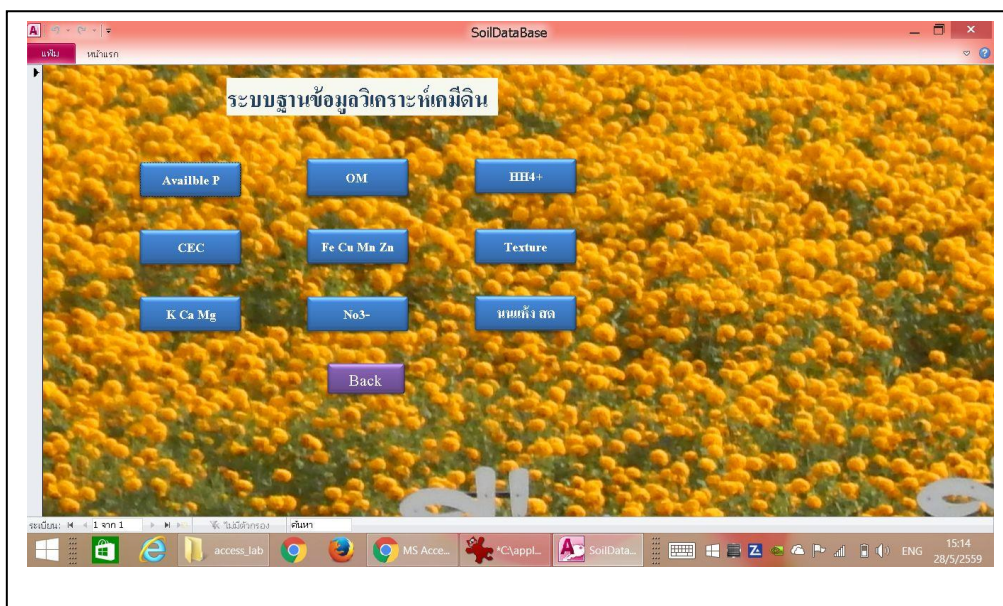 SoilDataBase
แฟ้ม หน้าแรก
ระบบฐานข้อมูลวิเคราะห์เคมีดิน
Availble P OM HH4+
CEC Fe Cu Mn Zn Texture
K Ca Mg No3- นนแห้ง สด
Back
ระเบียน: 1 จาก 1 ไม่มีตัวกรอง ค้นหา
access_lab MS Acce... *C\appl... SoilData... ENG 15:14
28/5/2559